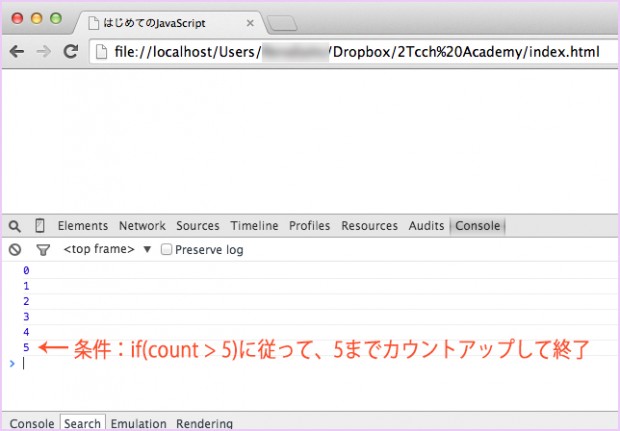 はじめてのJavaScript
file://localhost/Users/ /Dropbox/2Tcch%20Academy/index.html
Elements Network Sources Timeline Profiles Resources Audits Console
<top frame> ▼ Preserve log
0
1
2
3
4
5
← 条件：if(count > 5)に従って、5までカウントアップして終了
>
Console Search Emulation Rendering